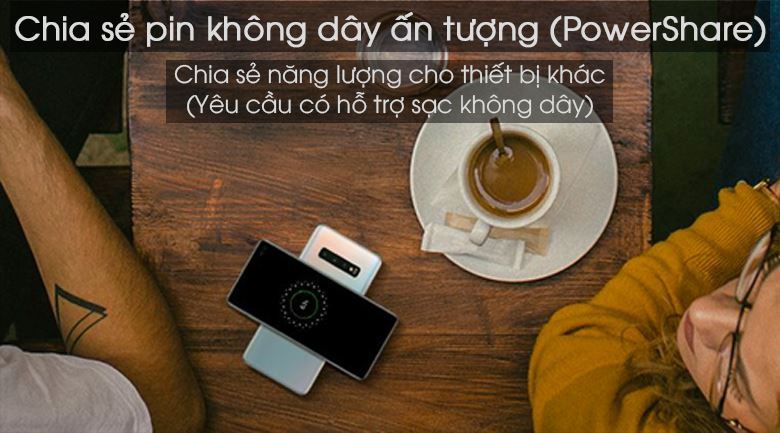 Chia sẻ pin không dây ấn tượng (PowerShare)
Chia sẻ năng lượng cho thiết bị khác
(Yêu cầu có hỗ trợ sạc không dây)